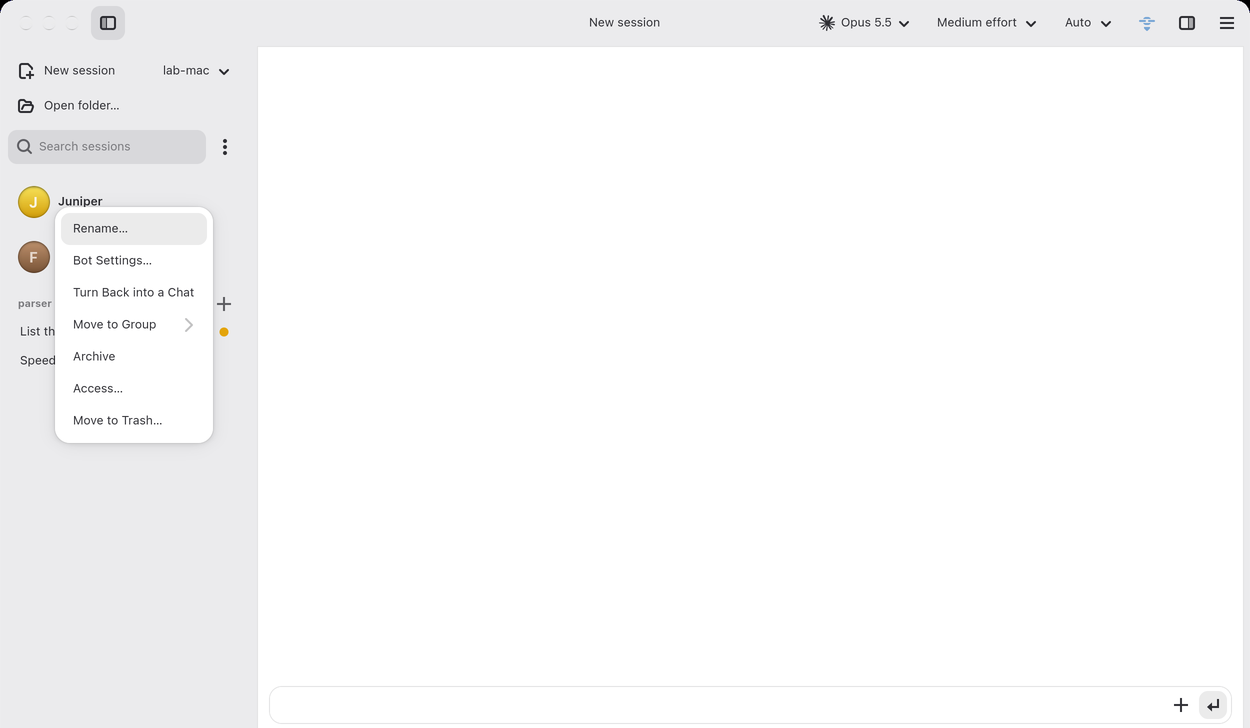 New session
Opus 5.5
Medium effort
Auto
New session
lab-mac
Open folder...
Search sessions
J
Juniper
F
Rename...
Bot Settings...
Turn Back into a Chat
Move to Group
Archive
Access...
Move to Trash...
parser
List th
Speed